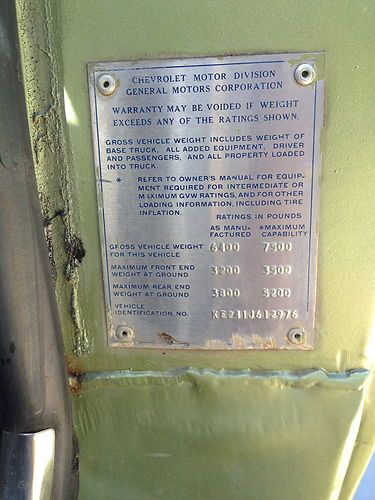 CHEVROLET MOTOR DIVISION
GENERAL MOTORS CORPORATION
WARRANTY MAY BE VOIDED IF WEIGHT
EXCEEDS ANY OF THE RATINGS SHOWN.
GROSS VEHICLE WEIGHT INCLUDES WEIGHT OF
BASE TRUCK, ALL ADDED EQUIPMENT, DRIVER
AND PASSENGERS, AND ALL PROPERTY LOADED
INTO TRUCK.
* REFER TO OWNER'S MANUAL FOR EQUIP-
MENT REQUIRED FOR INTERMEDIATE OR
MAXIMUM GVW RATINGS, AND FOR OTHER
LOADING INFORMATION, INCLUDING TIRE
INFLATION.
RATINGS IN POUNDS
AS MANU- *MAXIMUM
FACTURED CAPABILITY
GROSS VEHICLE WEIGHT 6400 7500
FOR THIS VEHICLE
MAXIMUM FRONT END 3200 3500
WEIGHT AT GROUND
MAXIMUM REAR END 3800 5200
WEIGHT AT GROUND
VEHICLE
IDENTIFICATION NO. KE211J612976